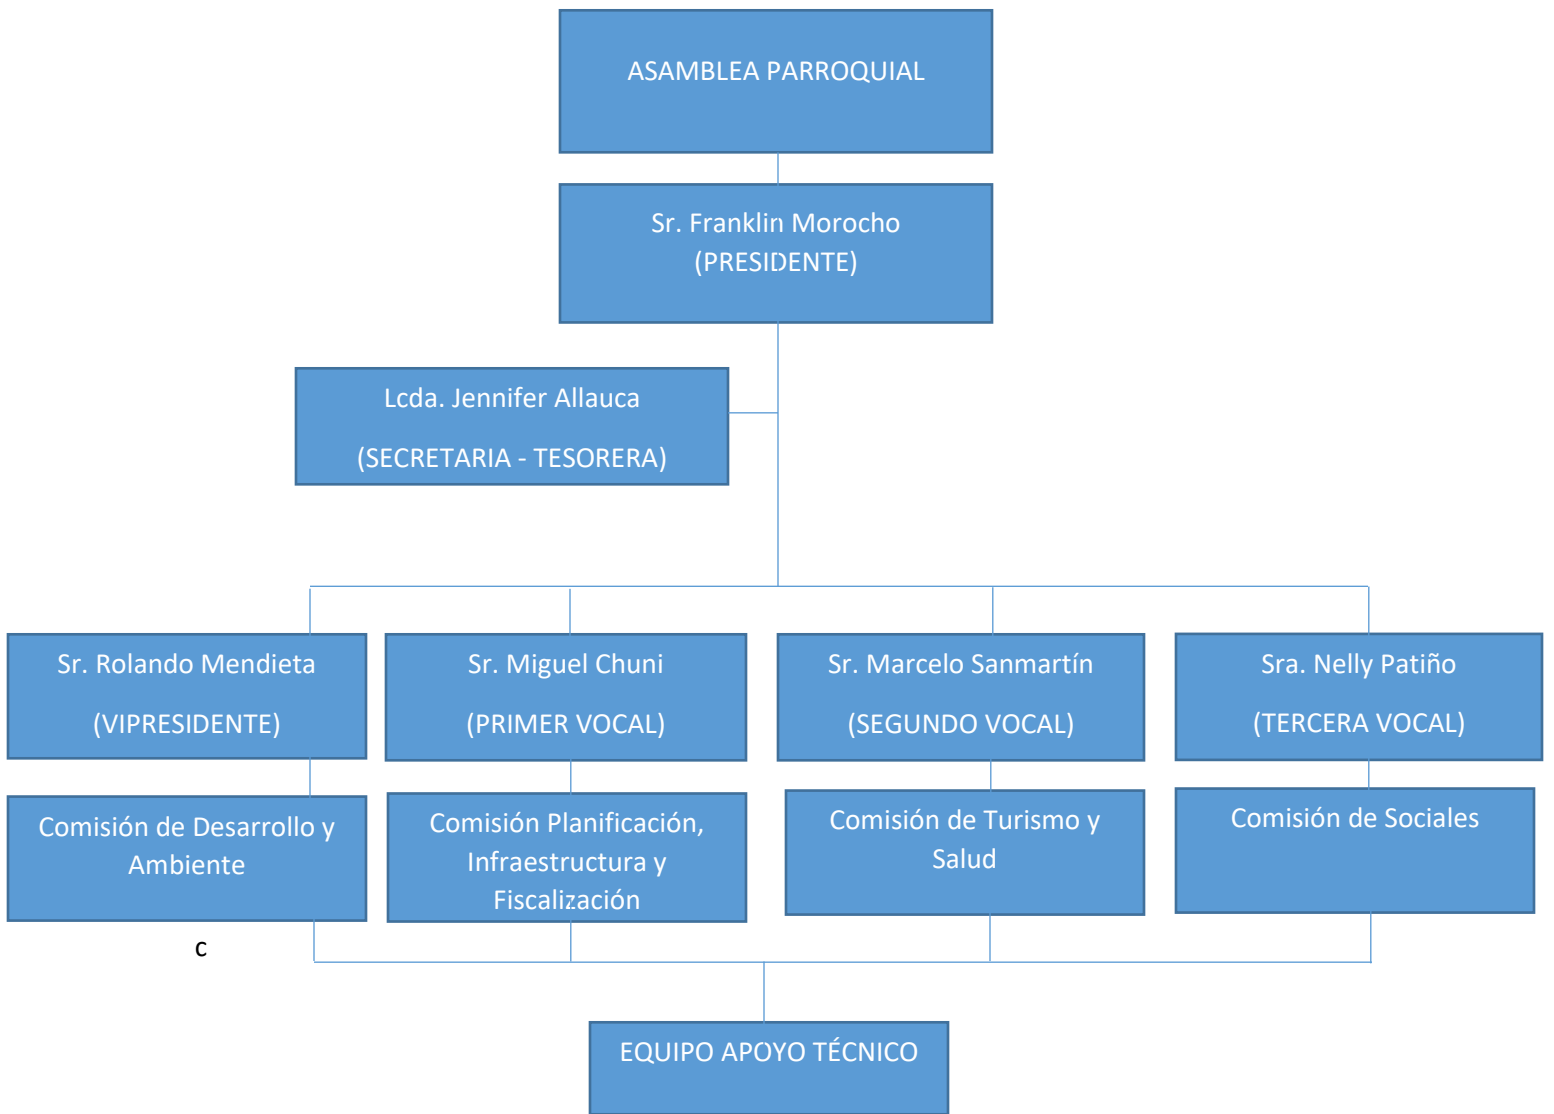 ASAMBLEA PARROQUIAL
Sr. Franklin Morocho
(PRESIDENTE)
Lcda. Jennifer Allauca
(SECRETARIA - TESORERA)
Sr. Rolando Mendieta
(VIPRESIDENTE)
Sr. Miguel Chuni
(PRIMER VOCAL)
Sr. Marcelo Sanmartín
(SEGUNDO VOCAL)
Sra. Nelly Patiño
(TERCERA VOCAL)
Comisión de Desarrollo y
Ambiente
Comisión Planificación,
Infraestructura y
Fiscalización
Comisión de Turismo y
Salud
Comisión de Sociales
c
EQUIPO APOYO TÉCNICO